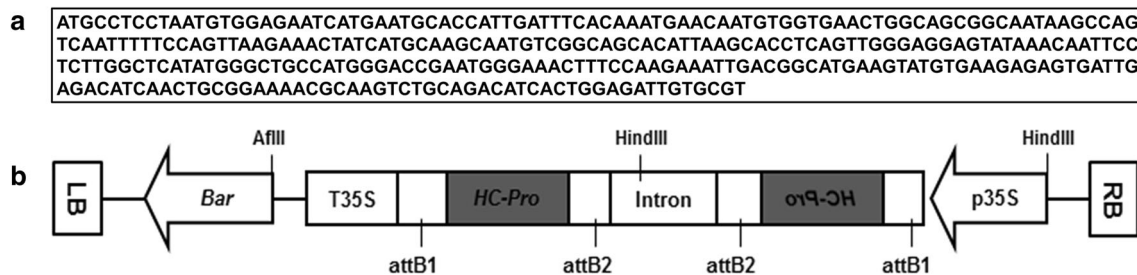 a
ATGCCTCCTAATGTGGAGAATCATGAATGCACCATTGATTTCACAAATGAACAATGTGGTGAACTGGCAGCGGCAATAAGCCAG
TCAATTTTTCCAGTTAAGAAACTATCATGCAAGCAATGTCGGCAGCACATTAAGCACCTCAGTTGGGAGGAGTATAAACAATTCC
TCTTGGCTCATATGGGCTGCCATGGGACCGAATGGGAAACTTTCCAAGAAATTGACGGCATGAAGTATGTGAAGAGAGTGATTG
AGACATCAACTGCGGAAAACGCAAGTCTGCAGACATCACTGGAGATTGTGCGT
b
AflII HindIII HindIII
LB Bar T35S HC-Pro Intron HC-Pro p35S RB
attB1 attB2 attB2 attB1